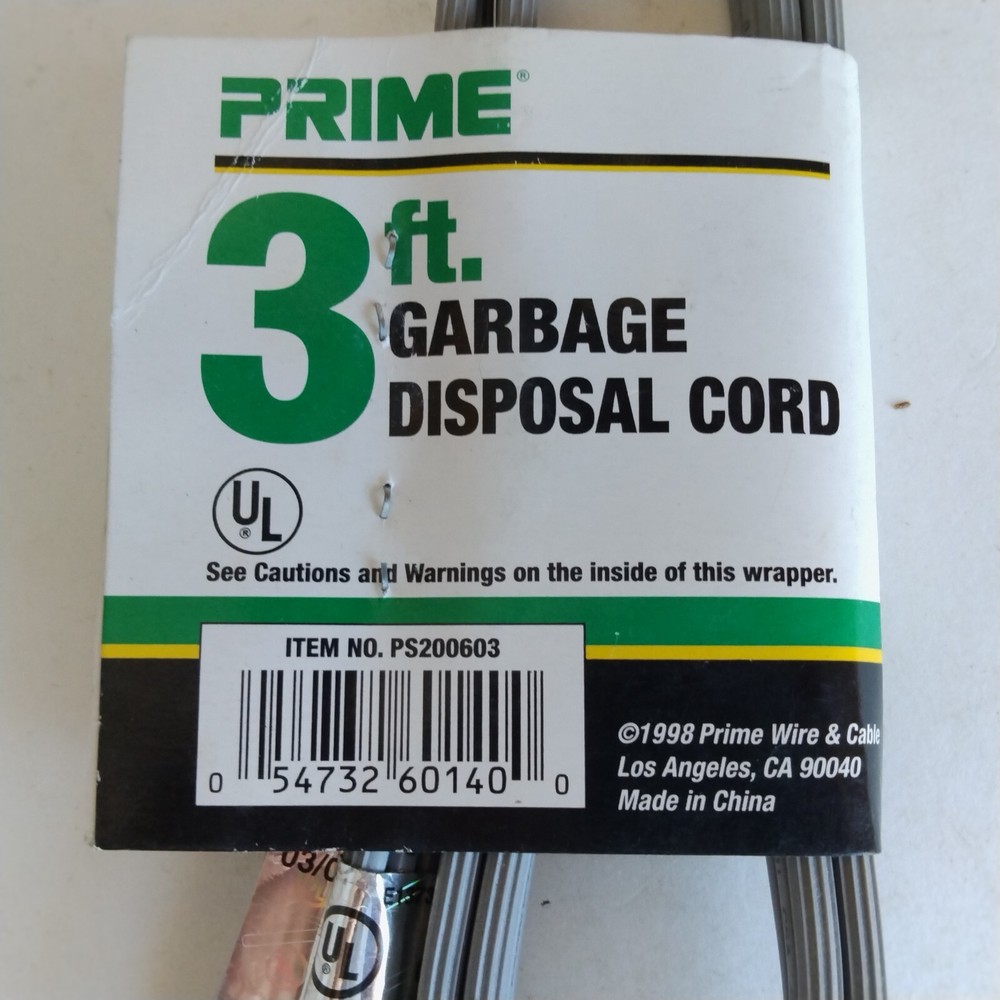 PRIME®
3 ft.
GARBAGE
DISPOSAL CORD
UL
®
See Cautions and Warnings on the inside of this wrapper.
ITEM NO. PS200603
0 54732 60140 0
©1998 Prime Wire & Cable
Los Angeles, CA 90040
Made in China
UL
®